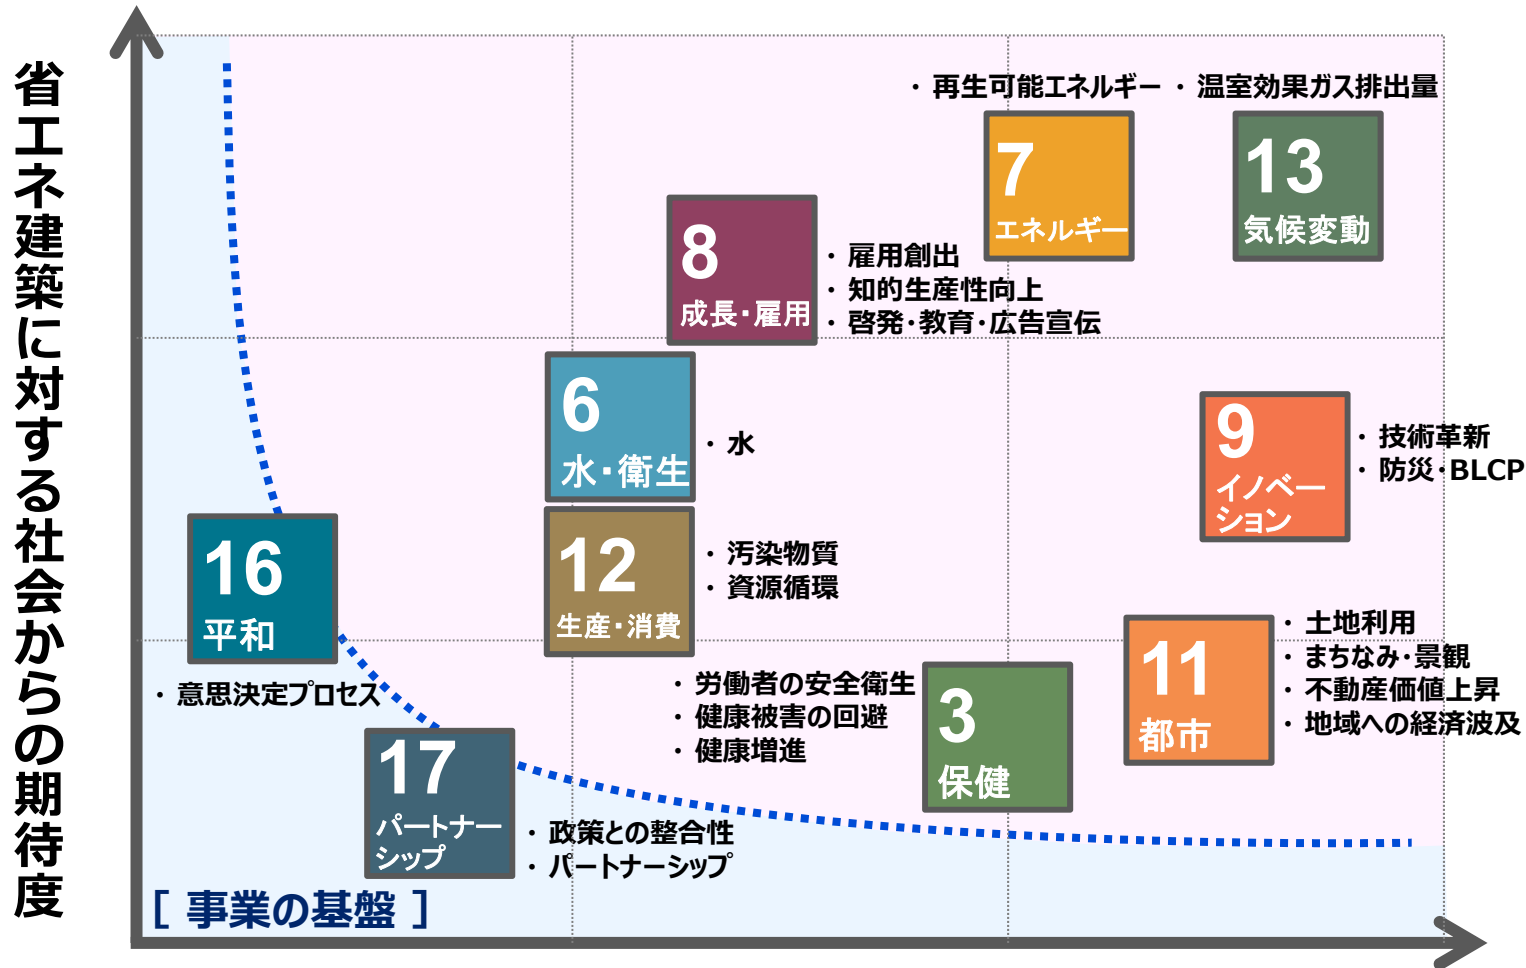 省エネ建築に対する社会からの期待度
・ 再生可能エネルギー
・ 温室効果ガス排出量
7
エネルギー
13
気候変動
8
成長・雇用
・ 雇用創出
・ 知的生産性向上
・ 啓発・教育・広告宣伝
6
水・衛生
・ 水
9
イノベー
ション
・ 技術革新
・ 防災・BLCP
16
平和
・ 意思決定プロセス
12
生産・消費
・ 汚染物質
・ 資源循環
11
都市
・ 土地利用
・ まちなみ・景観
・ 不動産価値上昇
・ 地域への経済波及
・ 労働者の安全衛生
・ 健康被害の回避
・ 健康増進
3
保健
17
パートナー
シップ
・ 政策との整合性
・ パートナーシップ
[ 事業の基盤 ]